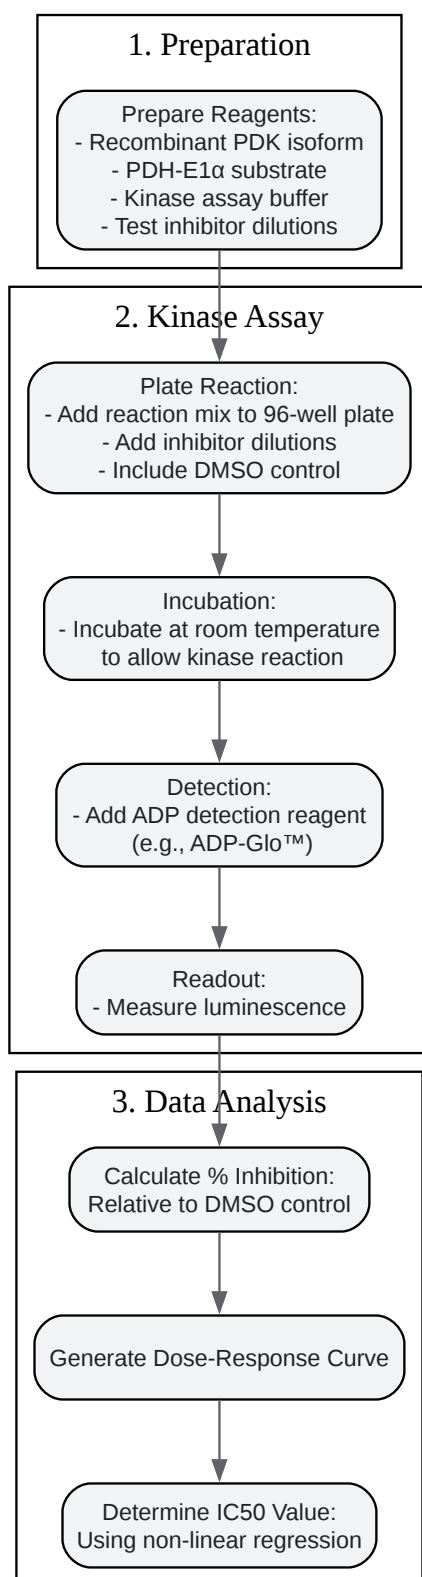 1. Preparation
Prepare Reagents:
- Recombinant PDK isoform
- PDH-E1α substrate
- Kinase assay buffer
- Test inhibitor dilutions
2. Kinase Assay
Plate Reaction:
- Add reaction mix to 96-well plate
- Add inhibitor dilutions
- Include DMSO control
Incubation:
- Incubate at room temperature
to allow kinase reaction
Detection:
- Add ADP detection reagent
(e.g., ADP-Glo™)
Readout:
- Measure luminescence
3. Data Analysis
Calculate % Inhibition:
Relative to DMSO control
Generate Dose-Response Curve
Determine IC50 Value:
Using non-linear regression